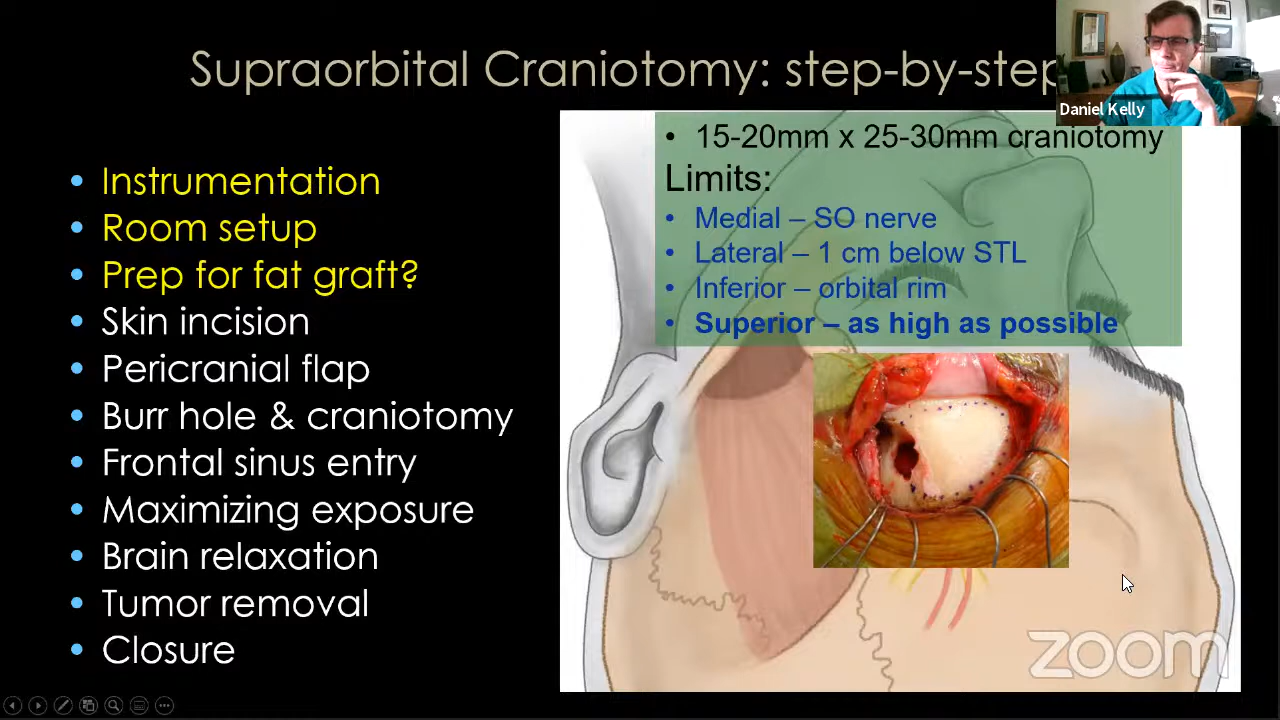 Supraorbital Craniotomy: step-by-step
Daniel Kelly
• Instrumentation
• Room setup
• Prep for fat graft?
• Skin incision
• Pericranial flap
• Burr hole & craniotomy
• Frontal sinus entry
• Maximizing exposure
• Brain relaxation
• Tumor removal
• Closure
• 15-20mm x 25-30mm craniotomy
Limits:
• Medial – SO nerve
• Lateral – 1 cm below STL
• Inferior – orbital rim
• Superior – as high as possible
zoom